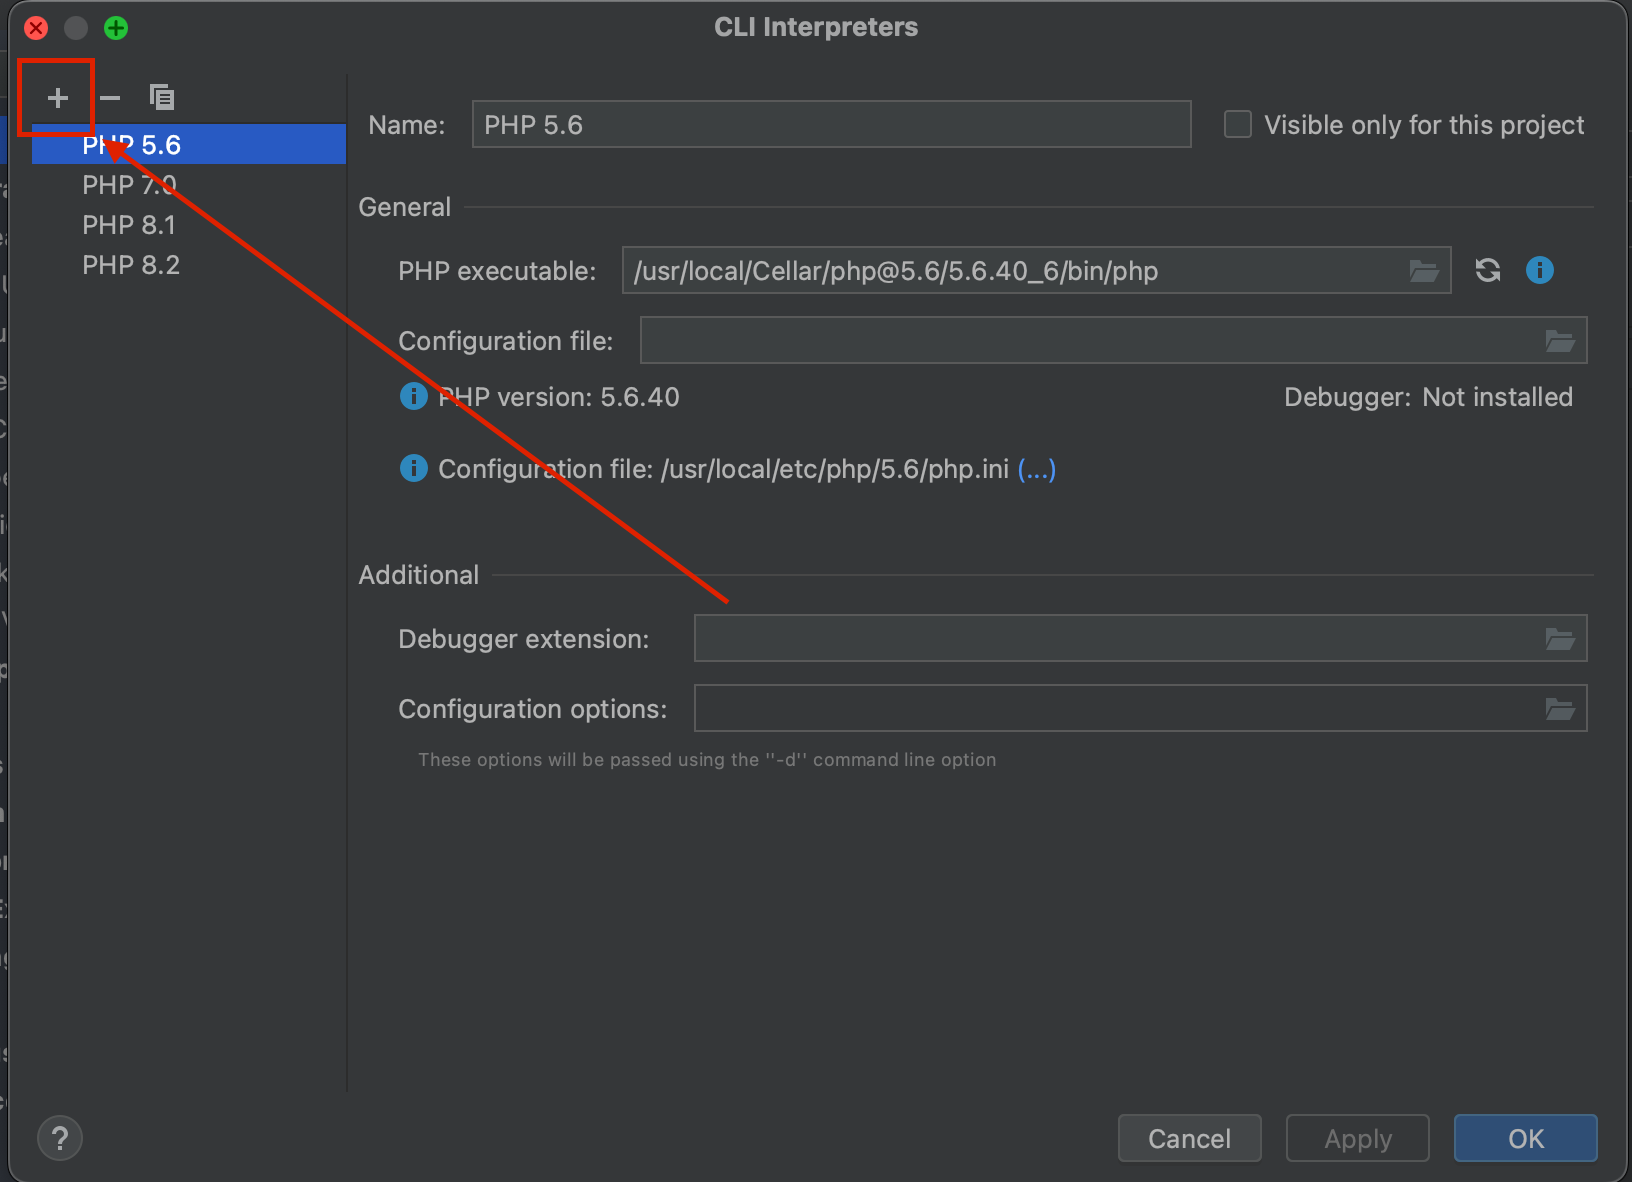 CLI Interpreters
PHP 5.6
PHP 7.0
PHP 8.1
PHP 8.2
Name: PHP 5.6
Visible only for this project
General
PHP executable: /usr/local/Cellar/php@5.6/5.6.40_6/bin/php
Configuration file:
PHP version: 5.6.40
Debugger: Not installed
Configuration file: /usr/local/etc/php/5.6/php.ini (...)
Additional
Debugger extension:
Configuration options:
These options will be passed using the ''-d'' command line option
?
Cancel
Apply
OK